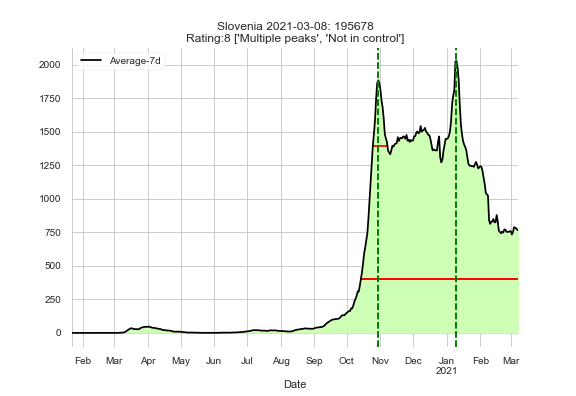 Slovenia 2021-03-08: 195678
Rating:8 ['Multiple peaks', 'Not in control']
Average-7d
2000
1750
1500
1250
1000
750
500
250
0
Feb Mar Apr May Jun Jul Aug Sep Oct Nov Dec Jan Feb Mar
2021
Date